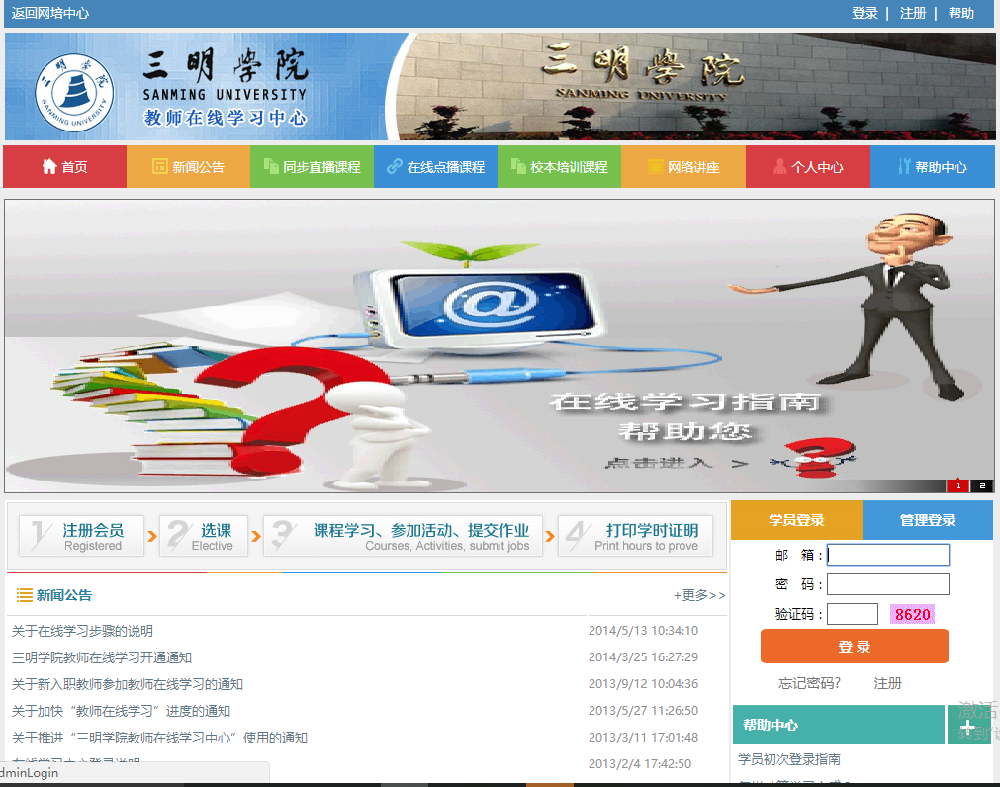 返回网培中心
登录 | 注册 | 帮助
三明学院
SANMING UNIVERSITY
教师在线学习中心
三明学院
SANMING UNIVERSITY
三明学院
SANMING UNIVERSITY
首页 新闻公告 同步直播课程 在线点播课程 校本培训课程 网络讲座 个人中心 帮助中心
@
在线学习指南
帮助您
点击进入 >
1 2
1 注册会员 Registered
2 选课 Elective
3 课程学习、参加活动、提交作业 Courses, Activities, submit jobs
4 打印学时证明 Print hours to prove
新闻公告 +更多>>
关于在线学习步骤的说明 2014/5/13 10:34:10
三明学院教师在线学习开通通知 2014/3/25 16:27:29
关于新入职教师参加教师在线学习的通知 2013/9/12 10:04:36
关于加快“教师在线学习”进度的通知 2013/5/27 11:26:50
关于推进“三明学院教师在线学习中心”使用的通知 2013/3/11 17:01:48
2013/2/4 17:42:50
dminLogin
学员登录 管理登录
邮 箱：
密 码：
验证码： 8620
登 录
忘记密码? 注册
帮助中心 +
学员初次登录指南
激活